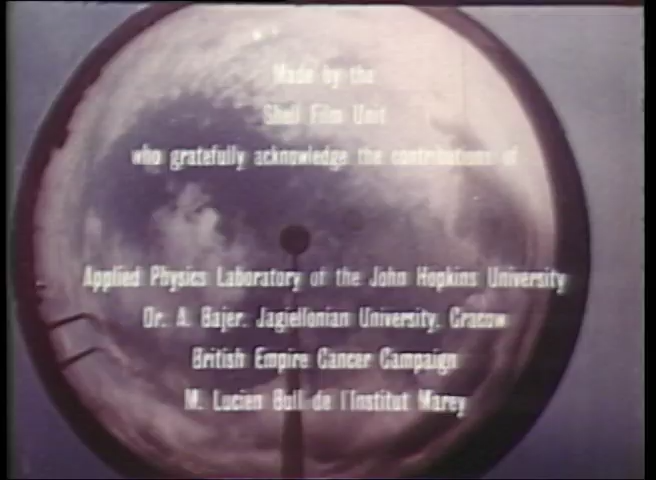 Made by the
Shell Film Unit
who gratefully acknowledge the contributions of
Applied Physics Laboratory of the John Hopkins University
Dr. A. Bajer. Jagiellonian University, Cracow
British Empire Cancer Campaign
M. Lucien Bull de l'Institut Marey